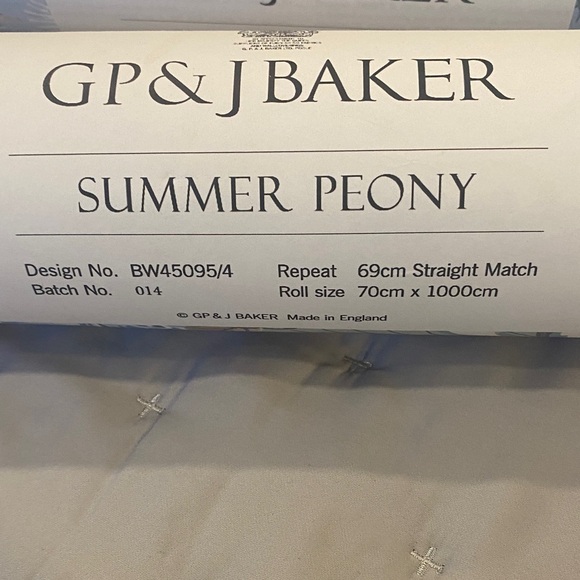 J BAKER
GP & J BAKER
SUMMER PEONY
Design No. BW45095/4 Repeat 69cm Straight Match
Batch No. 014 Roll size 70cm x 1000cm
© GP & J BAKER Made in England